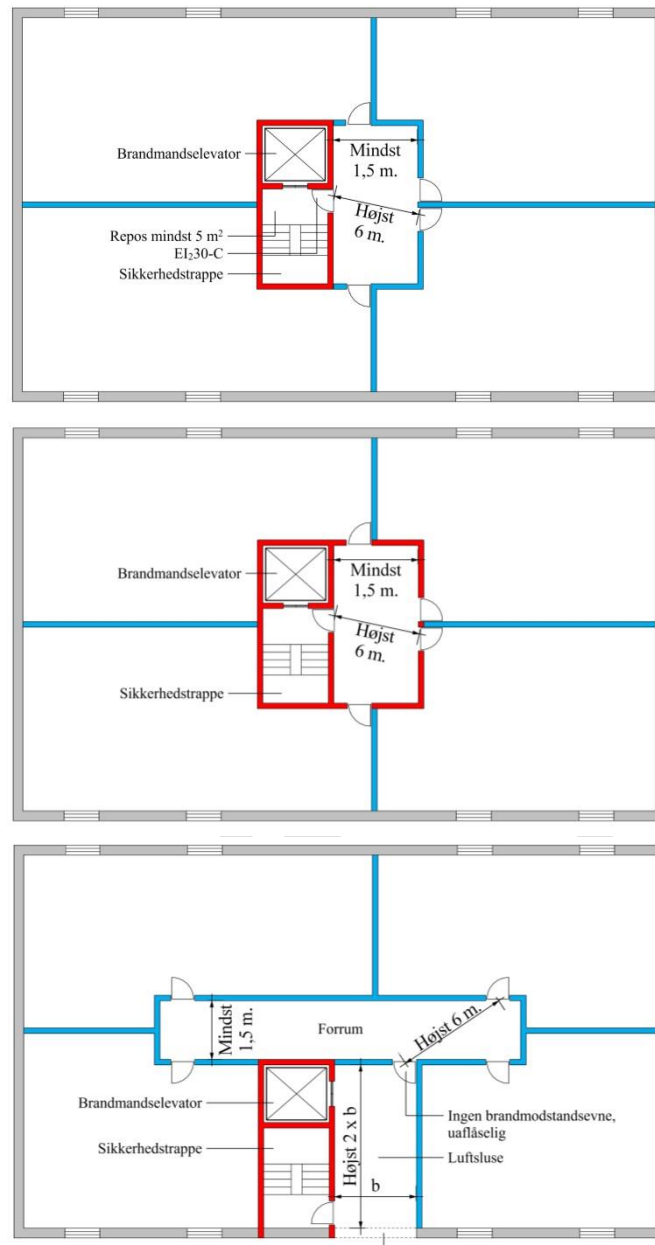 Brandmandselevator
Mindst
1,5 m.
Højst
6 m.
Repos mindst 5 m²
EI₂30-C
Sikkerhedstrappe
Brandmandselevator
Mindst
1,5 m.
Højst
6 m.
Sikkerhedstrappe
Mindst
1,5 m.
Forrum
Højst 6 m.
Brandmandselevator
Sikkerhedstrappe
Højst 2 x b
b
Ingen brandmodstandsevne,
uaflåselig
Luftsluse